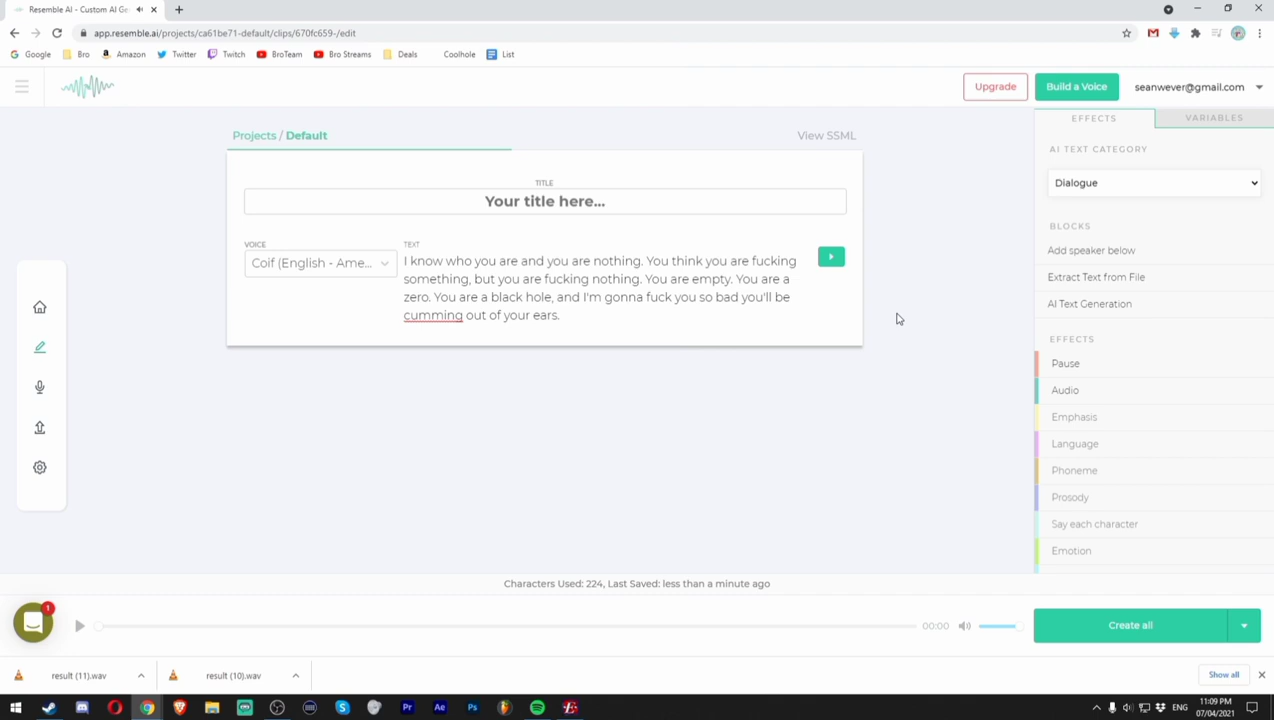 Resemble AI - Custom AI Ge
app.resemble.ai/projects/ca61be71-default/clips/670fc659-/edit
Google Bro Amazon Twitter Twitch BroTeam Bro Streams Deals Coolhole List
Upgrade Build a Voice seanwever@gmail.com
EFFECTS VARIABLES
Projects / Default View SSML
AI TEXT CATEGORY
Dialogue
TITLE
Your title here...
BLOCKS
VOICE TEXT
Coif (English - Ame...
I know who you are and you are nothing. You think you are fucking
something, but you are fucking nothing. You are empty. You are a
zero. You are a black hole, and I'm gonna fuck you so bad you'll be
cumming out of your ears.
Add speaker below
Extract Text from File
AI Text Generation
EFFECTS
Pause
Audio
Emphasis
Language
Phoneme
Prosody
Say each character
Emotion
Characters Used: 224, Last Saved: less than a minute ago
1
00:00
Create all
result (11).wav result (10).wav Show all
Pr Ae Ps ENG 11:09 PM
07/04/2021